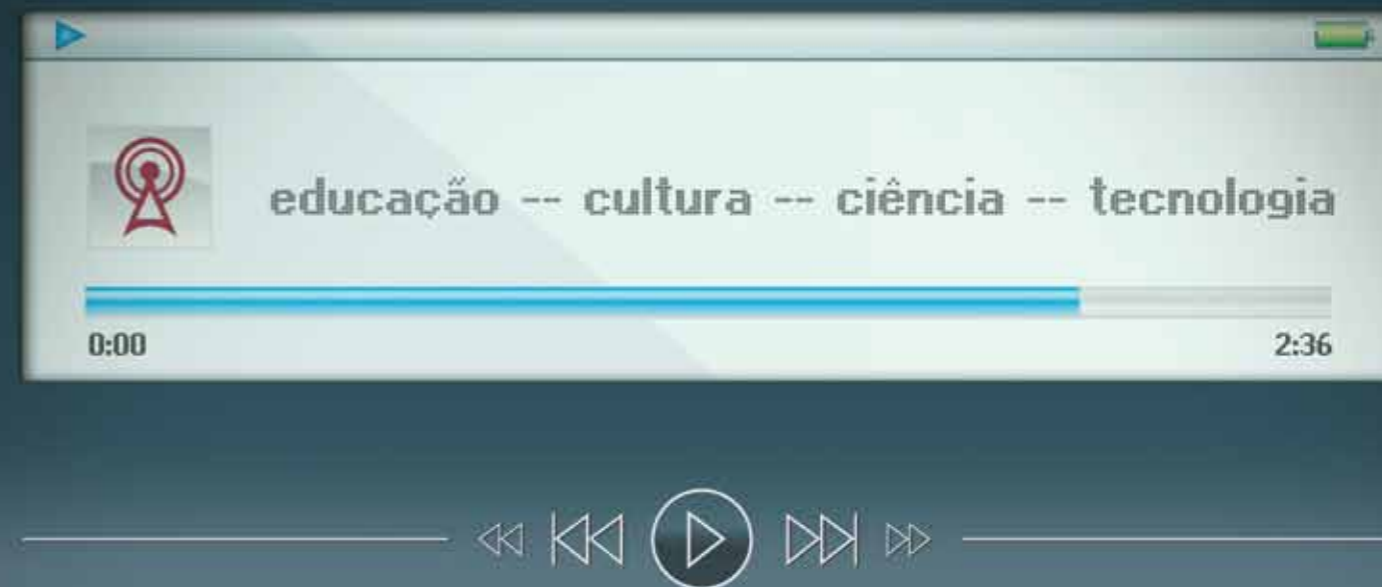 educação -- cultura -- ciência -- tecnologia
0:00 2:36